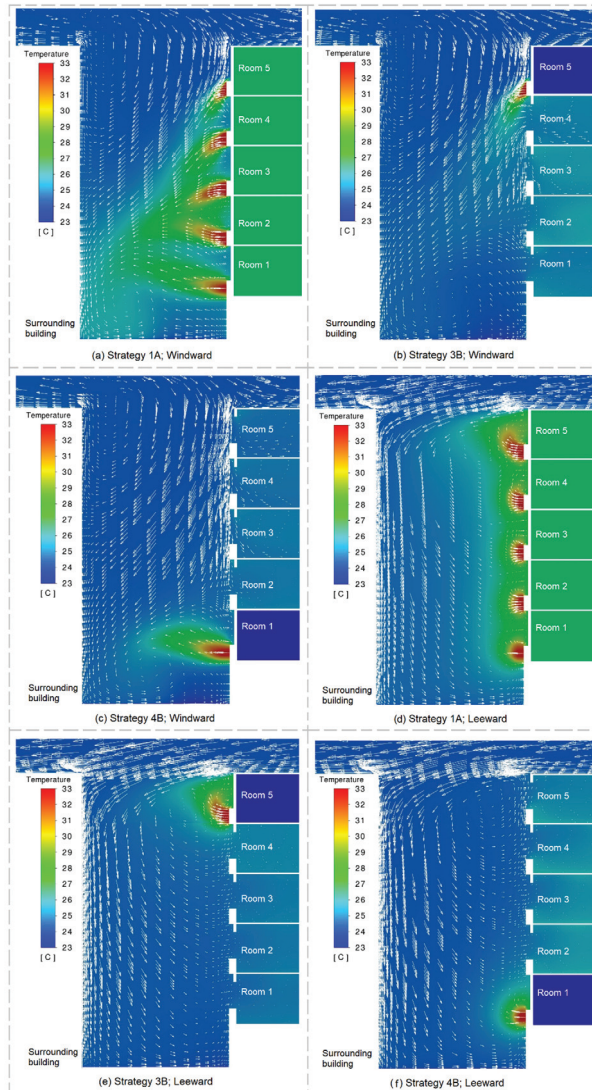 Temperature
33
32
31
30
29
28
27
26
25
24
23
[ C ]
Room 5
Room 4
Room 3
Room 2
Room 1
Surrounding
building
(a) Strategy 1A; Windward
Temperature
33
32
31
30
29
28
27
26
25
24
23
[ C ]
Room 5
Room 4
Room 3
Room 2
Room 1
Surrounding
building
(b) Strategy 3B; Windward
Temperature
33
32
31
30
29
28
27
26
25
24
23
[ C ]
Room 5
Room 4
Room 3
Room 2
Room 1
Surrounding
building
(c) Strategy 4B; Windward
Temperature
33
32
31
30
29
28
27
26
25
24
23
[ C ]
Room 5
Room 4
Room 3
Room 2
Room 1
Surrounding
building
(d) Strategy 1A; Leeward
Temperature
33
32
31
30
29
28
27
26
25
24
23
[ C ]
Room 5
Room 4
Room 3
Room 2
Room 1
Surrounding
building
(e) Strategy 3B; Leeward
Temperature
33
32
31
30
29
28
27
26
25
24
23
[ C ]
Room 5
Room 4
Room 3
Room 2
Room 1
Surrounding
building
(f) Strategy 4B; Leeward